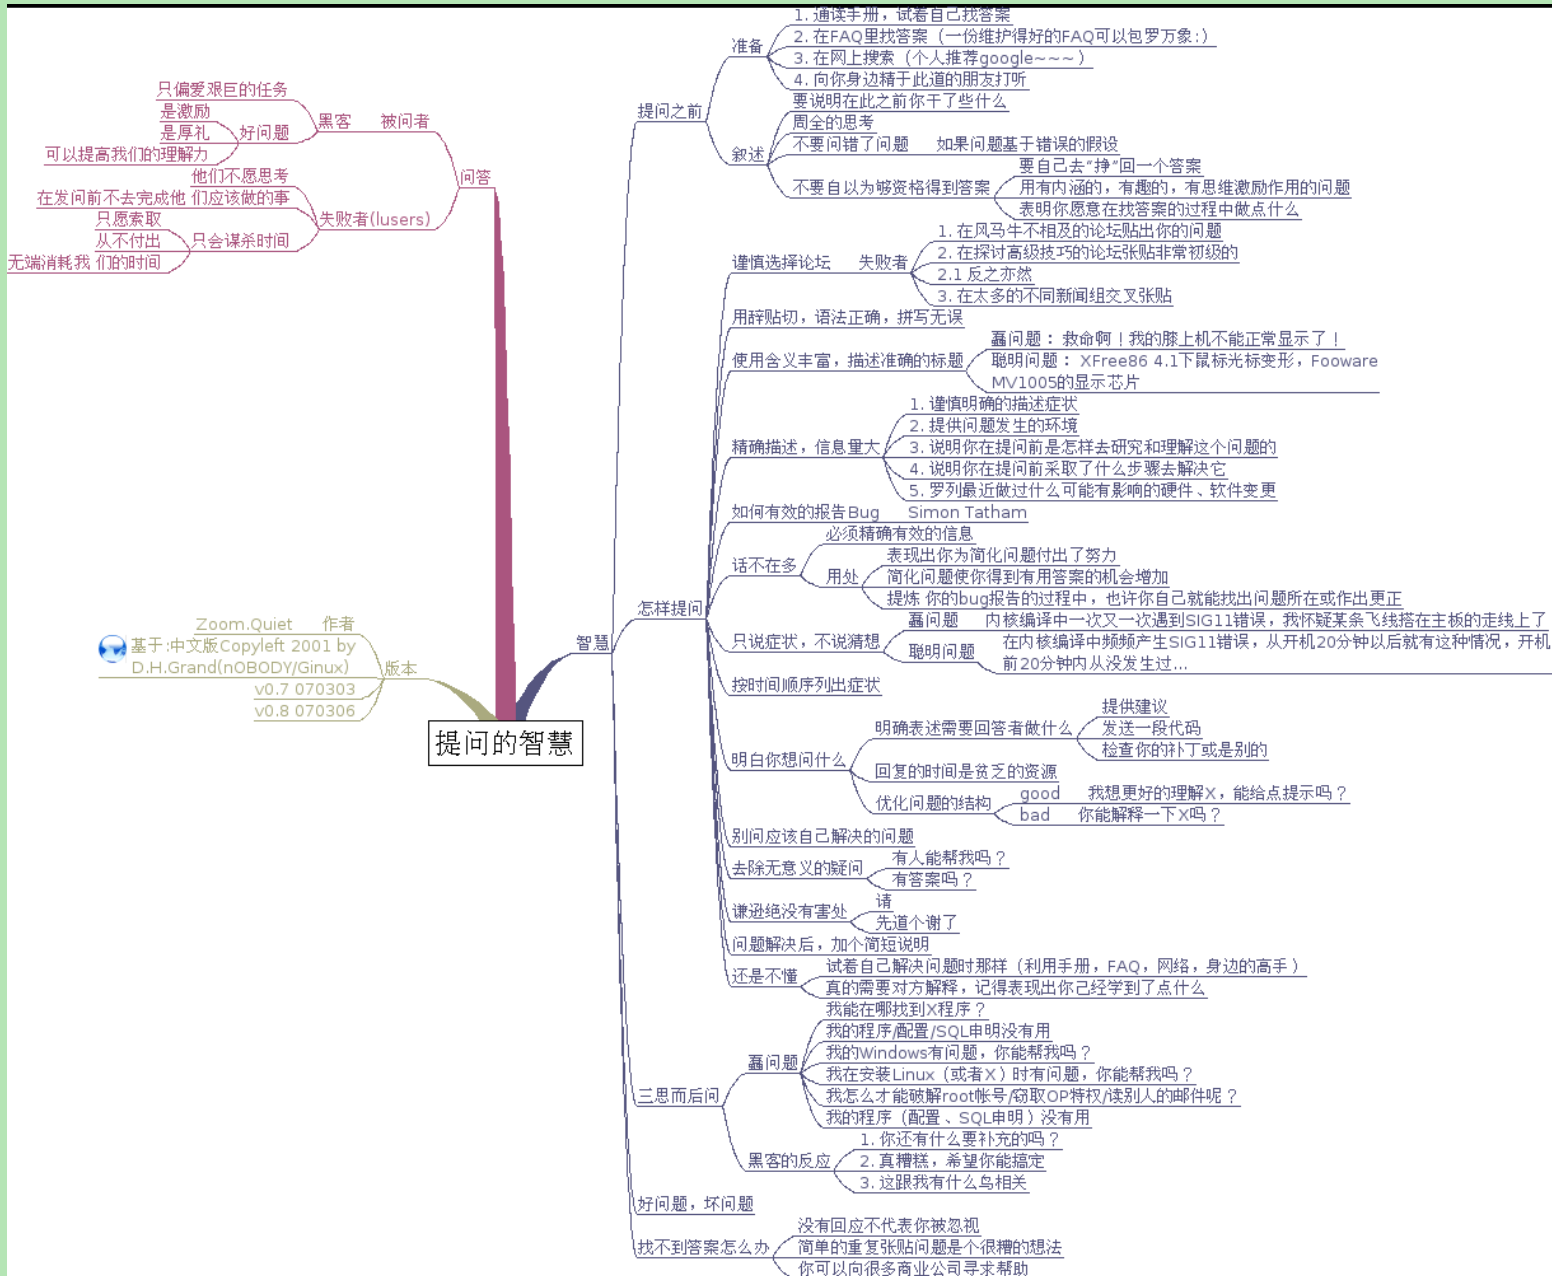 提问的智慧
问答
被问者
黑客
只偏爱艰巨的任务
好问题
是激励
是厚礼
可以提高我们的理解力
失败者(lusers)
他们不愿思考
在发问前不去完成他 们应该做的事
只会谋杀时间
只愿索取
从不付出
无端消耗我 们的时间
版本
作者
Zoom.Quiet
基于:中文版Copyleft 2001 by
D.H.Grand(nOBODY/Ginux)
v0.7 070303
v0.8 070306
智慧
提问之前
准备
1. 通读手册，试着自己找答案
2. 在FAQ里找答案（一份维护得好的FAQ可以包罗万象:）
3. 在网上搜索（个人推荐google~~~）
4. 向你身边精于此道的朋友打听
叙述
要说明在此之前你干了些什么
周全的思考
不要问错了问题
如果问题基于错误的假设
不要自以为够资格得到答案
要自己去“挣”回一个答案
用有内涵的，有趣的，有思维激励作用的问题
表明你愿意在找答案的过程中做点什么
怎样提问
谨慎选择论坛
失败者
1. 在风马牛不相及的论坛贴出你的问题
2. 在探讨高级技巧的论坛张贴非常初级的
2.1 反之亦然
3. 在太多的不同新闻组交叉张贴
用辞贴切，语法正确，拼写无误
使用含义丰富，描述准确的标题
蠢问题： 救命啊！我的膝上机不能正常显示了！
聪明问题： XFree86 4.1下鼠标光标变形，Fooware
MV1005的显示芯片
精确描述，信息量大
1. 谨慎明确的描述症状
2. 提供问题发生的环境
3. 说明你在提问前是怎样去研究和理解这个问题的
4. 说明你在提问前采取了什么步骤去解决它
5. 罗列最近做过什么可能有影响的硬件、软件变更
如何有效的报告Bug
Simon Tatham
话不在多
必须精确有效的信息
用处
表现出你为简化问题付出了努力
简化问题使你得到有用答案的机会增加
提炼 你的bug报告的过程中，也许你自己就能找出问题所在或作出更正
只说症状，不说猜想
蠢问题
内核编译中一次又一次遇到SIG11错误，我怀疑某条飞线搭在主板的走线上了
聪明问题
在内核编译中频频产生SIG11错误，从开机20分钟以后就有这种情况，开机
前20分钟内从没发生过...
按时间顺序列出症状
明白你想问什么
明确表述需要回答者做什么
提供建议
发送一段代码
检查你的补丁或是别的
回复的时间是贫乏的资源
优化问题的结构
good
我想更好的理解X，能给点提示吗？
bad
你能解释一下X吗？
别问应该自己解决的问题
去除无意义的疑问
有人能帮我吗？
有答案吗？
谦逊绝没有害处
请
先道个谢了
问题解决后，加个简短说明
还是不懂
试着自己解决问题时那样（利用手册，FAQ，网络，身边的高手）
真的需要对方解释，记得表现出你已经学到了点什么
三思而后问
蠢问题
我能在哪找到X程序？
我的程序/配置/SQL申明没有用
我的Windows有问题，你能帮我吗？
我在安装Linux（或者X）时有问题，你能帮我吗？
我怎么才能破解root帐号/窃取OP特权/读别人的邮件呢？
我的程序（配置、SQL申明）没有用
黑客的反应
1. 你还有什么要补充的吗？
2. 真糟糕，希望你能搞定
3. 这跟我有什么鸟相关
好问题，坏问题
找不到答案怎么办
没有回应不代表你被忽视
简单的重复张贴问题是个很糟的想法
你可以向很多商业公司寻求帮助